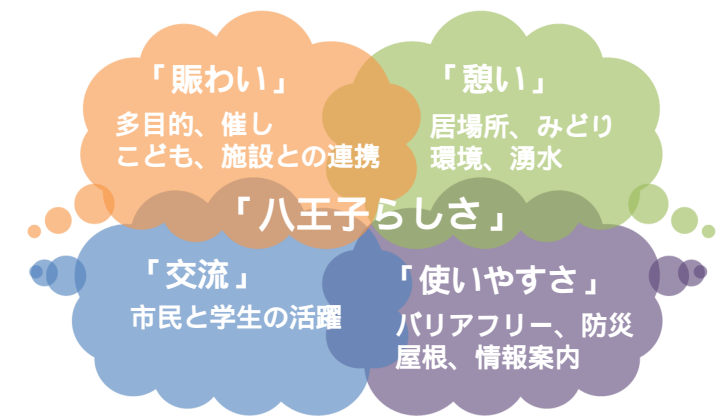 「賑わい」
多目的、催し
こども、施設との連携
「憩い」
居場所、みどり
環境、湧水
「八王子らしさ」
「交流」
市民と学生の活躍
「使いやすさ」
バリアフリー、防災
屋根、情報案内